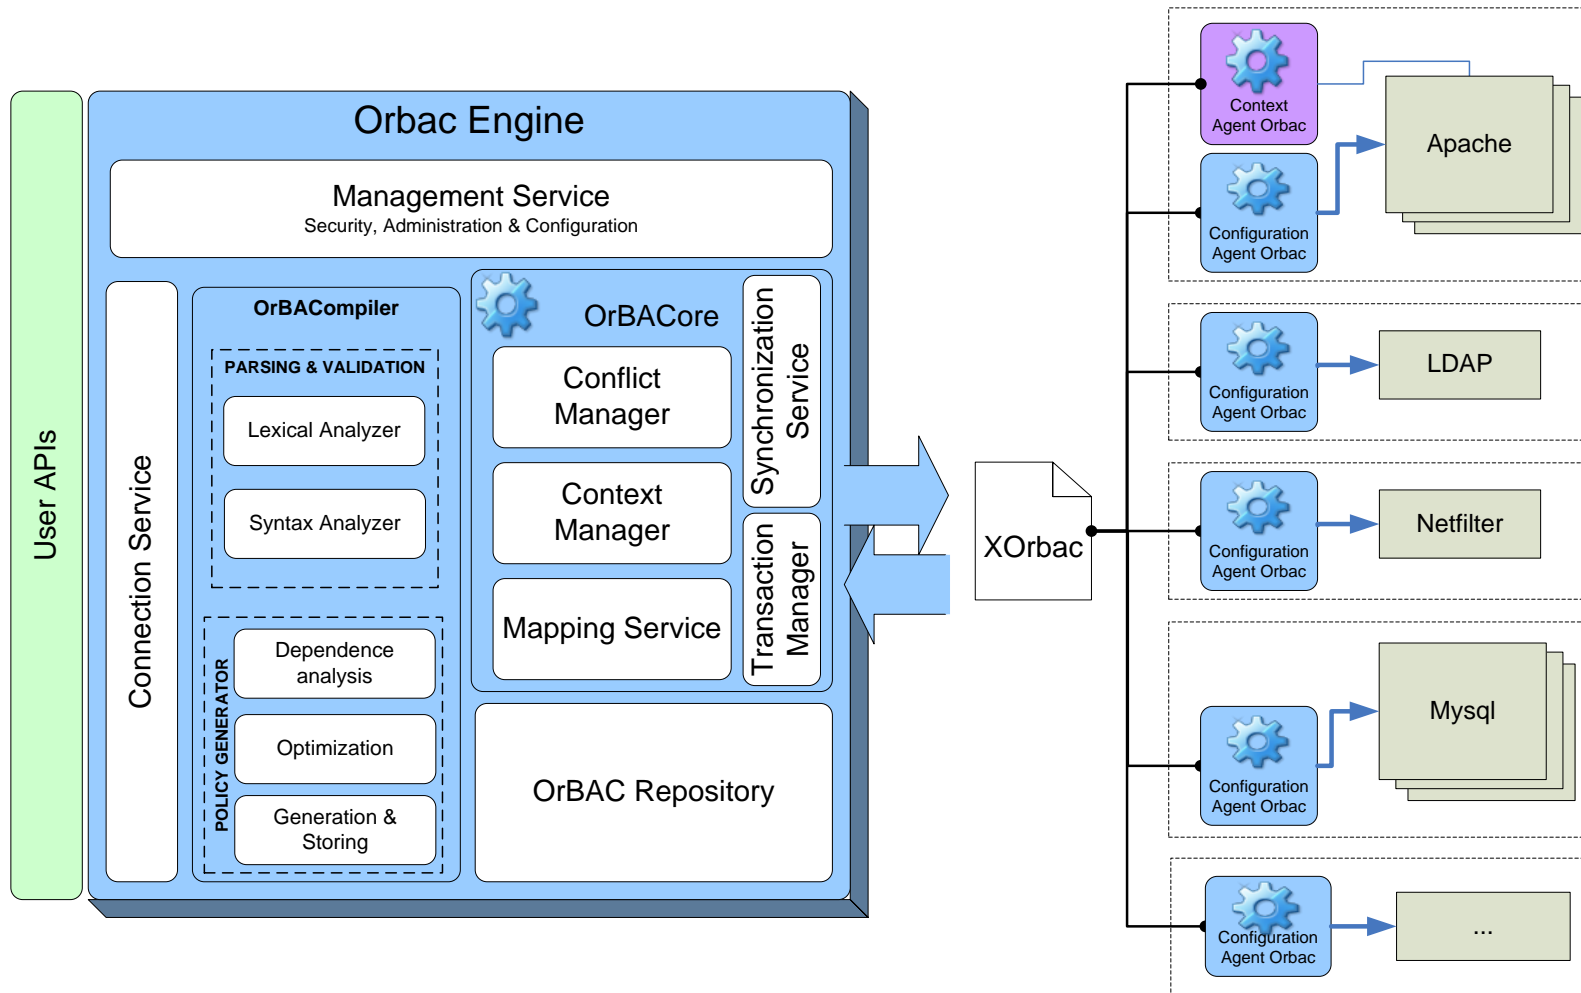 User APIs
Orbac Engine
Management Service
Security, Administration & Configuration
Connection Service
OrBACompiler
PARSING & VALIDATION
Lexical Analyzer
Syntax Analyzer
POLICY GENERATOR
Dependence
analysis
Optimization
Generation &
Storing
OrBACore
Conflict
Manager
Context
Manager
Mapping Service
Synchronization
Service
Transaction
Manager
OrBAC Repository
XOrbac
Context
Agent Orbac
Configuration
Agent Orbac
Apache
Configuration
Agent Orbac
LDAP
Configuration
Agent Orbac
Netfilter
Configuration
Agent Orbac
Mysql
Configuration
Agent Orbac
...